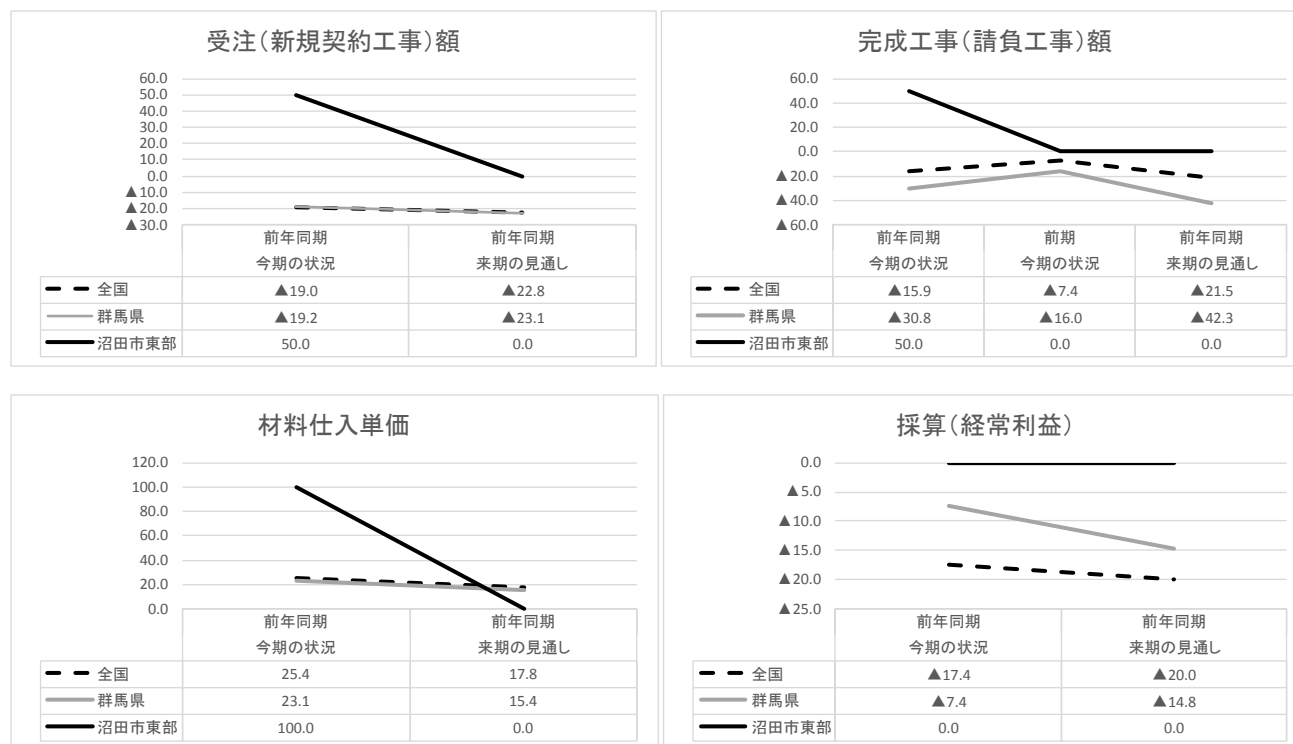 受注（新規契約工事）額
60.0
50.0
40.0
30.0
20.0
10.0
0.0
▲10.0
▲20.0
▲30.0
前年同期 前年同期
今期の状況 来期の見通し
全国 ▲19.0 ▲22.8
群馬県 ▲19.2 ▲23.1
沼田市東部 50.0 0.0
完成工事（請負工事）額
60.0
40.0
20.0
0.0
▲20.0
▲40.0
▲60.0
前年同期 前期 前年同期
今期の状況 今期の状況 来期の見通し
全国 ▲15.9 ▲7.4 ▲21.5
群馬県 ▲30.8 ▲16.0 ▲42.3
沼田市東部 50.0 0.0 0.0
材料仕入単価
120.0
100.0
80.0
60.0
40.0
20.0
0.0
前年同期 前年同期
今期の状況 来期の見通し
全国 25.4 17.8
群馬県 23.1 15.4
沼田市東部 100.0 0.0
採算（経常利益）
0.0
▲5.0
▲10.0
▲15.0
▲20.0
▲25.0
前年同期 前年同期
今期の状況 来期の見通し
全国 ▲17.4 ▲20.0
群馬県 ▲7.4 ▲14.8
沼田市東部 0.0 0.0